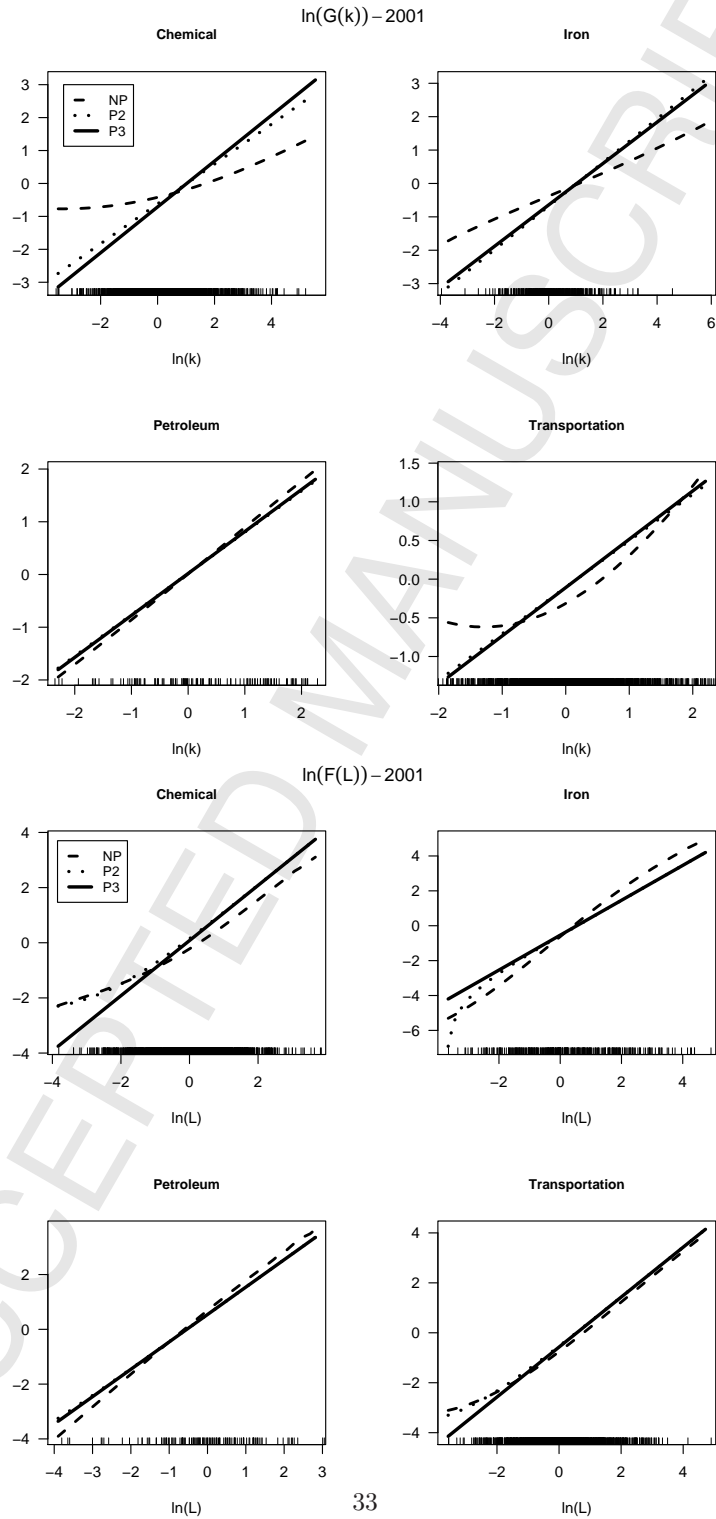 ln(G(k)) – 2001
Chemical
Iron
3
2
1
0
−1
−2
−3
NP
P2
P3
−2 0 2 4
ln(k)
3
2
1
0
−1
−2
−3
−4 −2 0 2 4 6
ln(k)
Petroleum
Transportation
2
1
0
−1
−2
−2 −1 0 1 2
ln(k)
1.5
1.0
0.5
0.0
−0.5
−1.0
−2 −1 0 1 2
ln(k)
ln(F(L)) – 2001
Chemical
Iron
4
2
0
−2
−4
NP
P2
P3
−4 −2 0 2
ln(L)
4
2
0
−2
−4
−6
−4 −2 0 2 4
ln(L)
Petroleum
Transportation
2
0
−2
−4
−4 −3 −2 −1 0 1 2 3
ln(L)
4
2
0
−2
−4
−2 0 2 4
ln(L)
33
CCEPTED MANUSCRIP